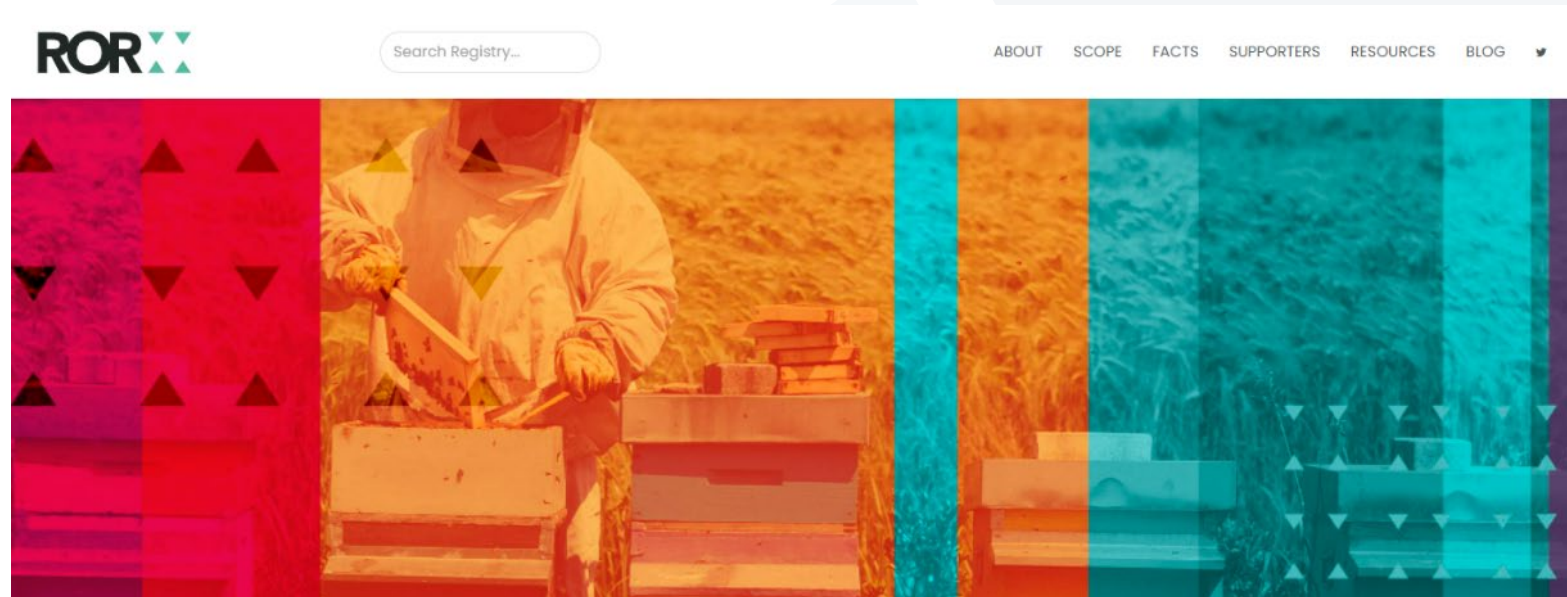 ROR
Search Registry...
ABOUT SCOPE FACTS SUPPORTERS RESOURCES BLOG